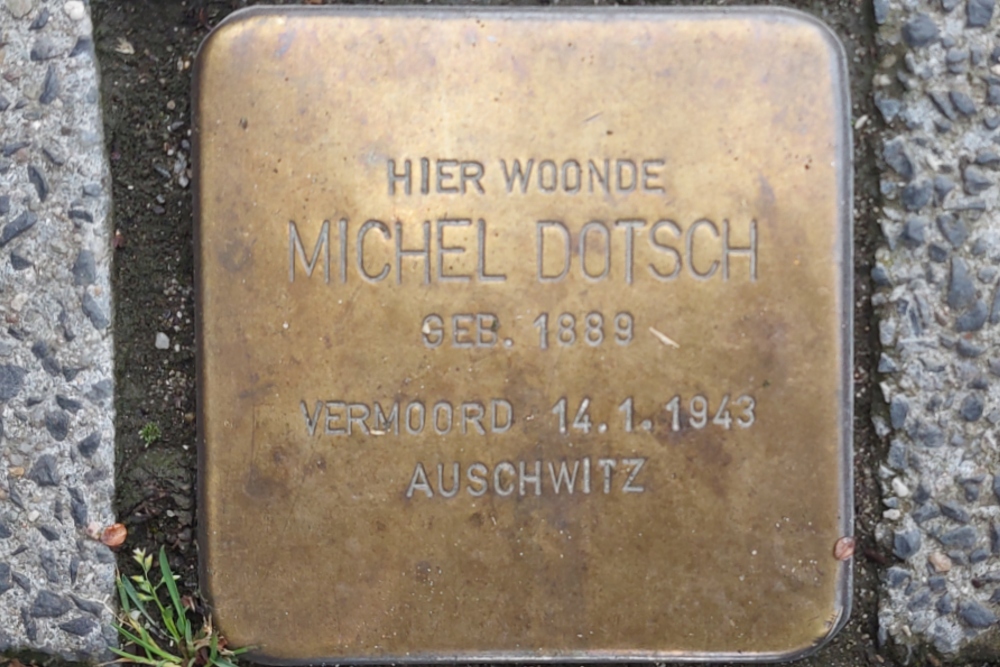 HIER WOONDE
MICHEL DOTSCH
GEB. 1889
VERMOORD 14.1.1943
AUSCHWITZ